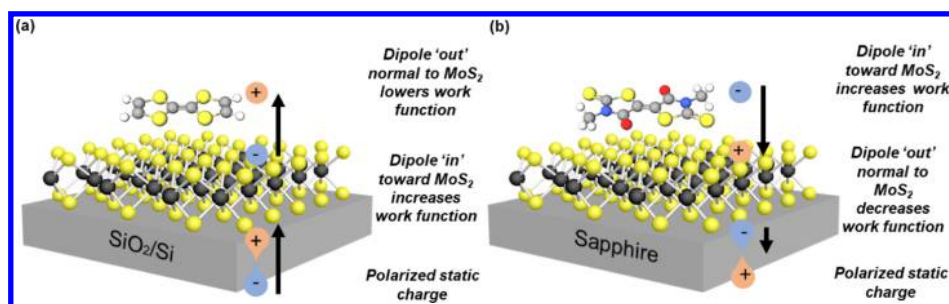 (a)
Dipole 'out'
normal to MoS2
lowers work
function
+
-
Dipole 'in'
toward MoS2
increases
work function
+
-
SiO2/Si
Polarized static
charge
(b)
Dipole 'in'
toward MoS2
increases work
function
-
+
Dipole 'out'
normal to
MoS2
decreases
work function
-
+
Sapphire
Polarized static
charge